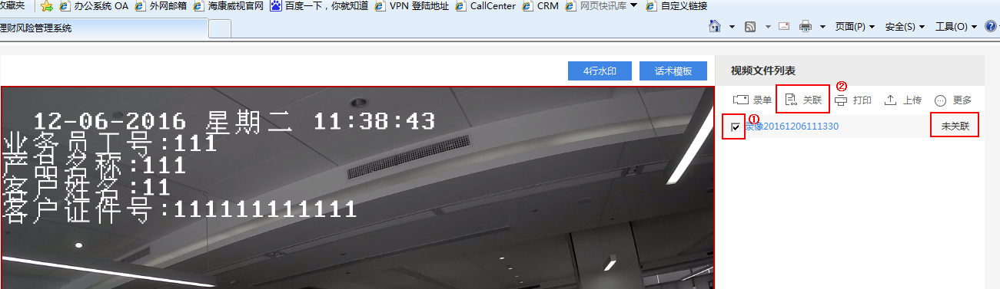 收藏夹 办公系统 OA 外网邮箱 海康威视官网 百度一下，你就知道 VPN 登陆地址 CallCenter CRM 网页快讯库 自定义链接
理财风险管理系统
页面(P) 安全(S) 工具(O)
4行水印 话术模板
视频文件列表
录单 关联 ② 打印 上传 更多
① 录像20161206111330 未关联
12-06-2016 星期二 11:38:43
业务员工号:111
产品名称:111
客户姓名:11
客户证件号:111111111111